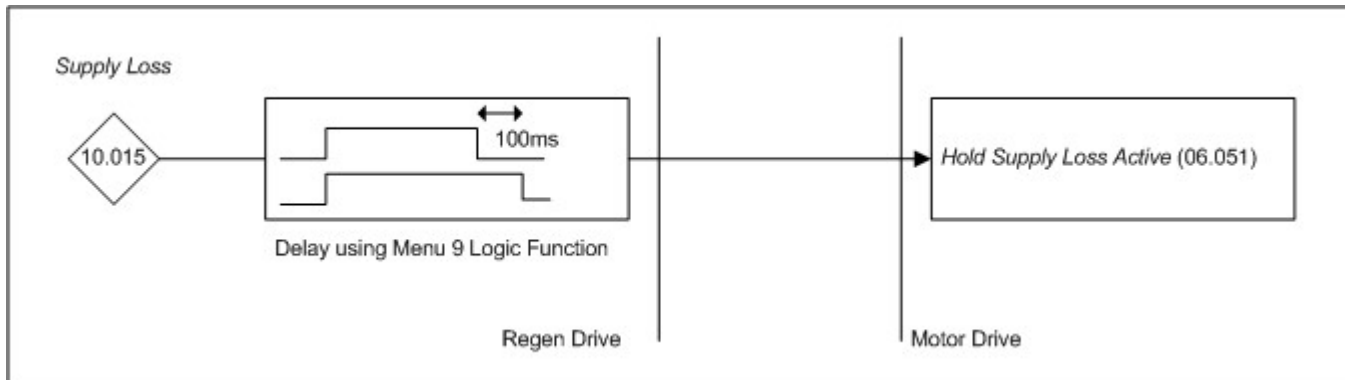 Supply Loss
10.015
100ms
Hold Supply Loss Active (06.051)
Delay using Menu 9 Logic Function
Regen Drive
Motor Drive